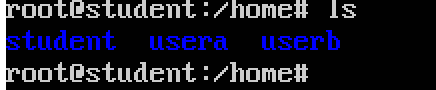 root@student:/home# ls
student  usera  userb
root@student:/home#